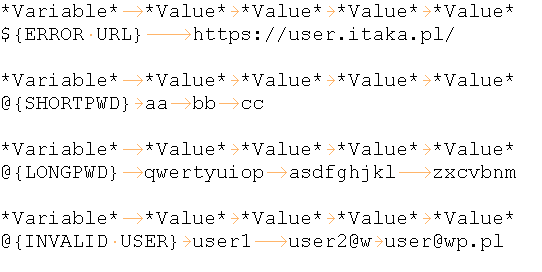 *Variable* *Value* *Value* *Value* *Value*
${ERROR URL} https://user.itaka.pl/
*Variable* *Value* *Value* *Value* *Value*
@{SHORTPWD} aa bb cc
*Variable* *Value* *Value* *Value* *Value*
@{LONGPWD} qwertyuiop asdfghjkl zxcvbnm
*Variable* *Value* *Value* *Value* *Value*
@{INVALID USER} user1 user2@w user@wp.pl